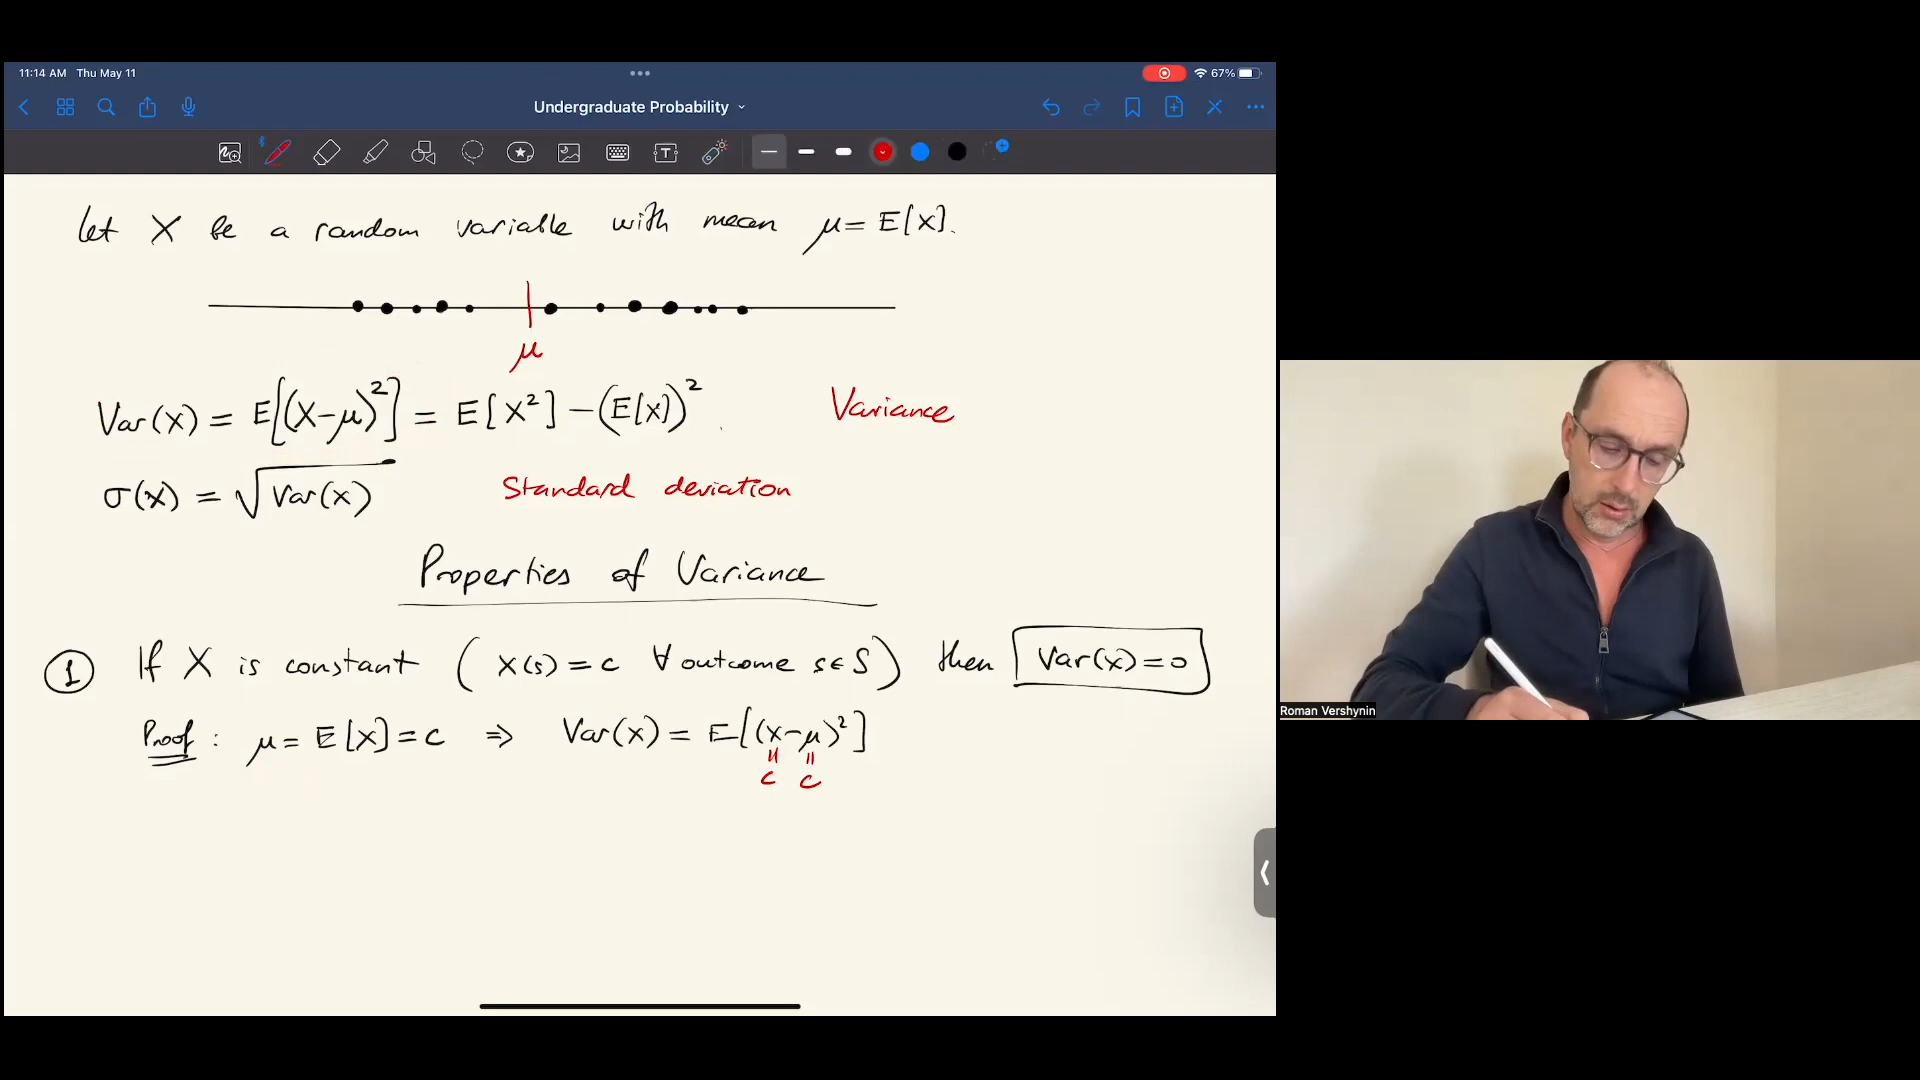 11:14 AM Thu May 11
67%
Undergraduate Probability
Let X be a random variable with mean μ = E[X].
μ
Var(X) = E[(X-μ)²] = E[X²] - (E[X])². Variance
σ(X) = √Var(X) Standard deviation
Properties of Variance
① If X is constant (X(s) = c ∀ outcome s ∈ S) then Var(X) = 0
Proof: μ = E[X] = c ⇒ Var(X) = E[(X-μ)²]
= =
c c
Roman Vershynin